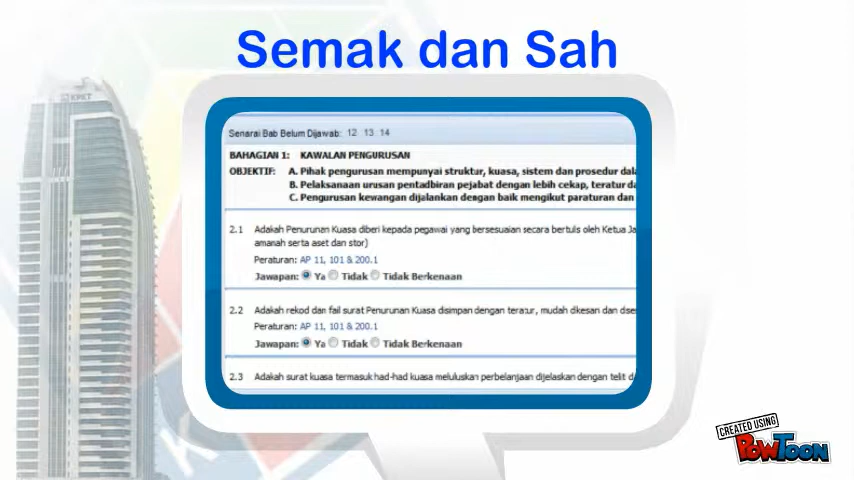 Semak dan Sah
KPKT
Senarai Bab Belum Dijawab: 12 13 14
BAHAGIAN 1: KAWALAN PENGURUSAN
OBJEKTIF: A. Pihak pengurusan mempunyai struktur, kuasa, sistem dan prosedur dala
B. Pelaksanaan urusan pentadbiran pejabat dengan lebih cekap, teratur da
C. Pengurusan kewangan dijalankan dengan baik mengikut paraturan dan
2.1 Adakah Penurunan Kuasa diberi kepada pegawai yang bersesuaian secara bertulis oleh Ketua Ja
amanah serta aset dan stor)
Peraturan: AP 11, 101 & 200.1
Jawapan: Ya Tidak Tidak Berkenaan
2.2 Adakah rekod dan fail surat Penurunan Kuasa disimpan dengan teratur, mudah dikesan dan dise
Peraturan: AP 11, 101 & 200.1
Jawapan: Ya Tidak Tidak Berkenaan
2.3 Adakah surat kuasa termasuk had-had kuasa meluluskan perbelanjaan dijelaskan dengan telit d
CREATED USING
POWTOON